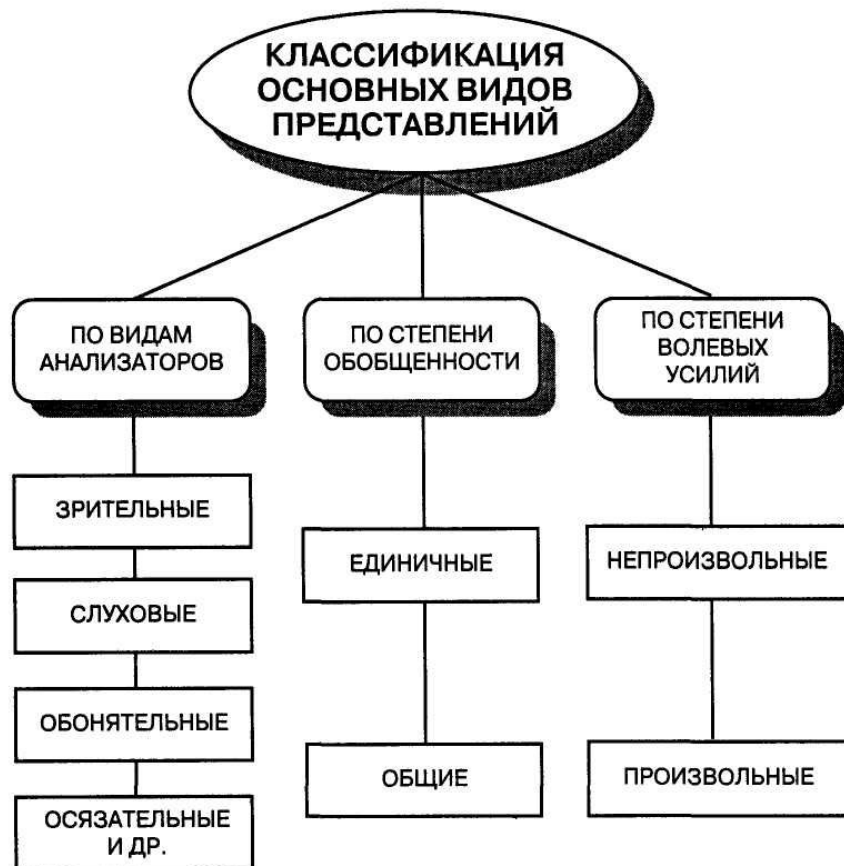 КЛАССИФИКАЦИЯ
ОСНОВНЫХ ВИДОВ
ПРЕДСТАВЛЕНИЙ
ПО ВИДАМ
АНАЛИЗАТОРОВ
ПО СТЕПЕНИ
ОБОБЩЕННОСТИ
ПО СТЕПЕНИ
ВОЛЕВЫХ
УСИЛИЙ
ЗРИТЕЛЬНЫЕ
СЛУХОВЫЕ
ОБОНЯТЕЛЬНЫЕ
ОСЯЗАТЕЛЬНЫЕ
И ДР.
ЕДИНИЧНЫЕ
ОБЩИЕ
НЕПРОИЗВОЛЬНЫЕ
ПРОИЗВОЛЬНЫЕ